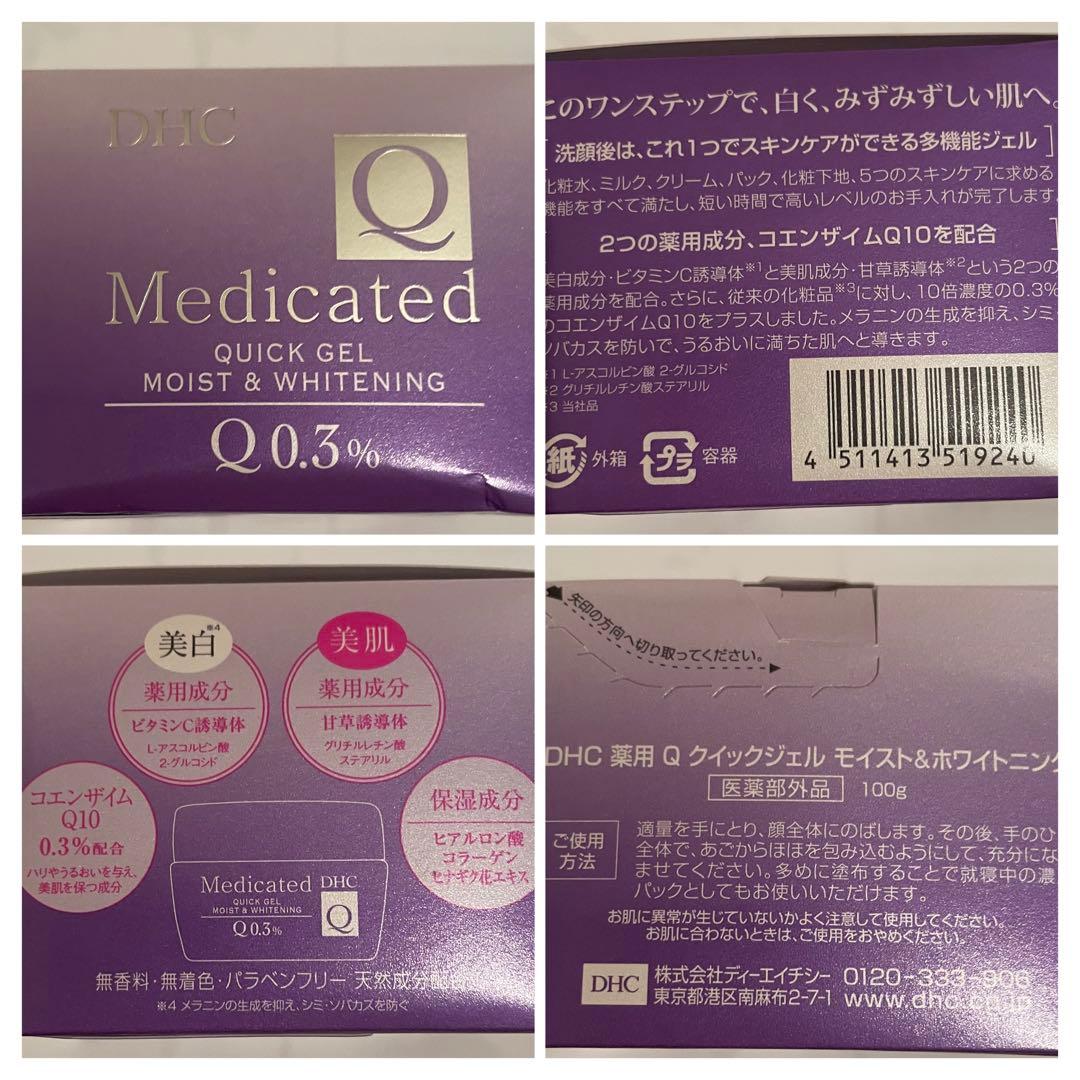 DHC
Q
Medicated
QUICK GEL
MOIST & WHITENING
Q 0.3%
このワンステップで、白く、みずみずしい肌へ。
[ 洗顔後は、これ1つでスキンケアができる多機能ジェル ]
化粧水、ミルク、クリーム、パック、化粧下地、5つのスキンケアに求める
機能をすべて満たし、短い時間で高いレベルのお手入れが完了します
2つの薬用成分、コエンザイムQ10を配合 ]
美白成分・ビタミンC誘導体※1と美肌成分・甘草誘導体※2という2つの
薬用成分を配合。さらに、従来の化粧品※3に対し、10倍濃度の0.3%
のコエンザイムQ10をプラスしました。メラニンの生成を抑え、シミ・
ソバカスを防いで、うるおいに満ちた肌へと導きます。
※1 L-アスコルビン酸 2-グルコシド
※2 グリチルレチン酸ステアリル
※3 当社品
紙 外箱
プラ 容器
4 511413 519240
美白※4
薬用成分
ビタミンC誘導体
L-アスコルビン酸
2-グルコシド
美肌
薬用成分
甘草誘導体
グリチルレチン酸
ステアリル
コエンザイム
Q10
0.3%配合
ハリやうるおいを与え、
美肌を保つ成分
保湿成分
ヒアルロン酸
コラーゲン
セナギク花エキス
Medicated DHC
QUICK GEL
MOIST & WHITENING
Q 0.3%
Q
無香料・無着色・パラベンフリー 天然成分配合
※4 メラニンの生成を抑え、シミ・ソバカスを防ぐ
矢印の方向へ切り取ってください。
DHC 薬用 Q クイックジェル モイスト&ホワイトニング
医薬部外品 100g
ご使用
方法
適量を手にとり、顔全体にのばします。その後、手のひ
全体で、あごからほほを包み込むようにして、充分にな
ませてください。多めに塗布することで就寝中の濃
パックとしてもお使いいただけます。
お肌に異常が生じていないかよく注意して使用してください。
お肌に合わないときは、ご使用をおやめください。
DHC
株式会社ディーエイチシー 0120-333-906
東京都港区南麻布2-7-1 www.dhc.co.jp